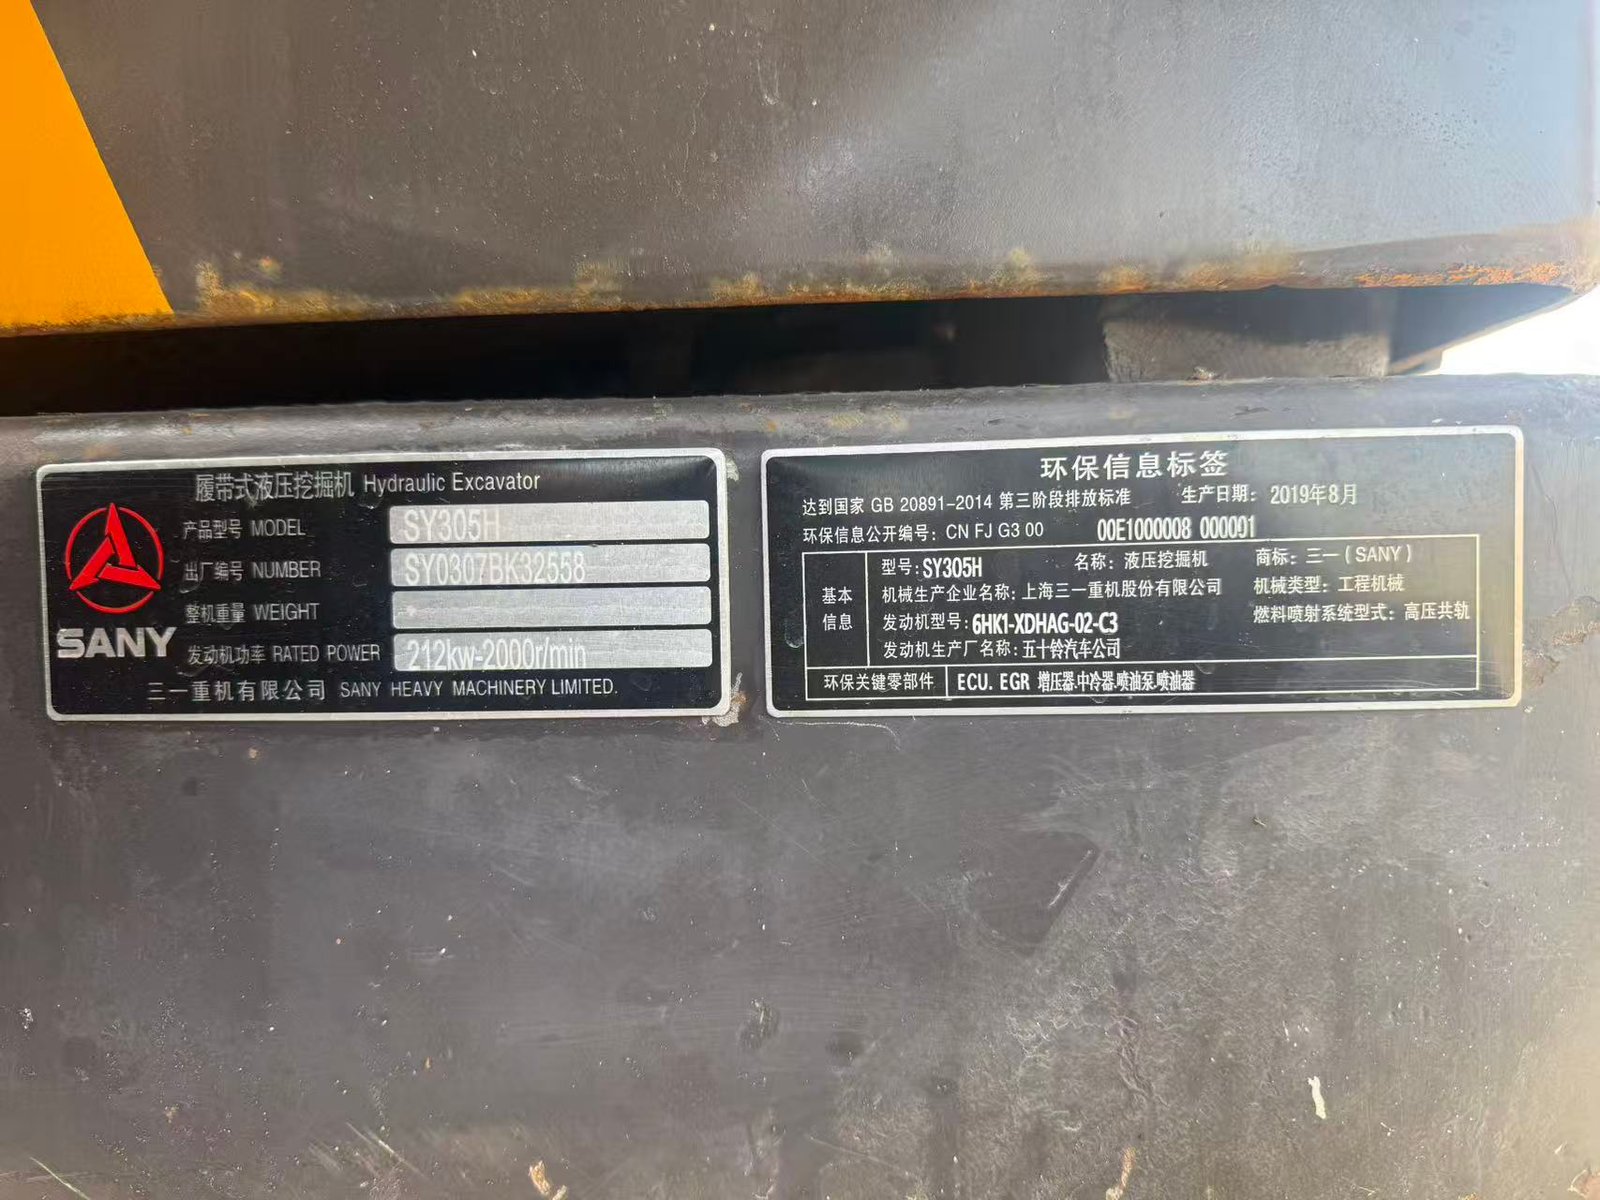 履带式液压挖掘机 Hydraulic Excavator
产品型号 MODEL SY305H
出厂编号 NUMBER SY0307BK32558
整机重量 WEIGHT
发动机功率 RATED POWER 212kw-2000r/min
SANY
三一重机有限公司 SANY HEAVY MACHINERY LIMITED.
环保信息标签
达到国家 GB 20891-2014 第三阶段排放标准 生产日期: 2019年8月
环保信息公开编号: CN FJ G3 00 00E1000008 000001
基本信息
型号: SY305H 名称: 液压挖掘机 商标: 三一(SANY)
机械生产企业名称: 上海三一重机股份有限公司 机械类型: 工程机械
发动机型号: 6HK1-XDHAG-02-C3 燃料喷射系统型式: 高压共轨
发动机生产厂名称: 五十铃汽车公司
环保关键零部件 ECU. EGR 增压器.中冷器.喷油泵.喷油器